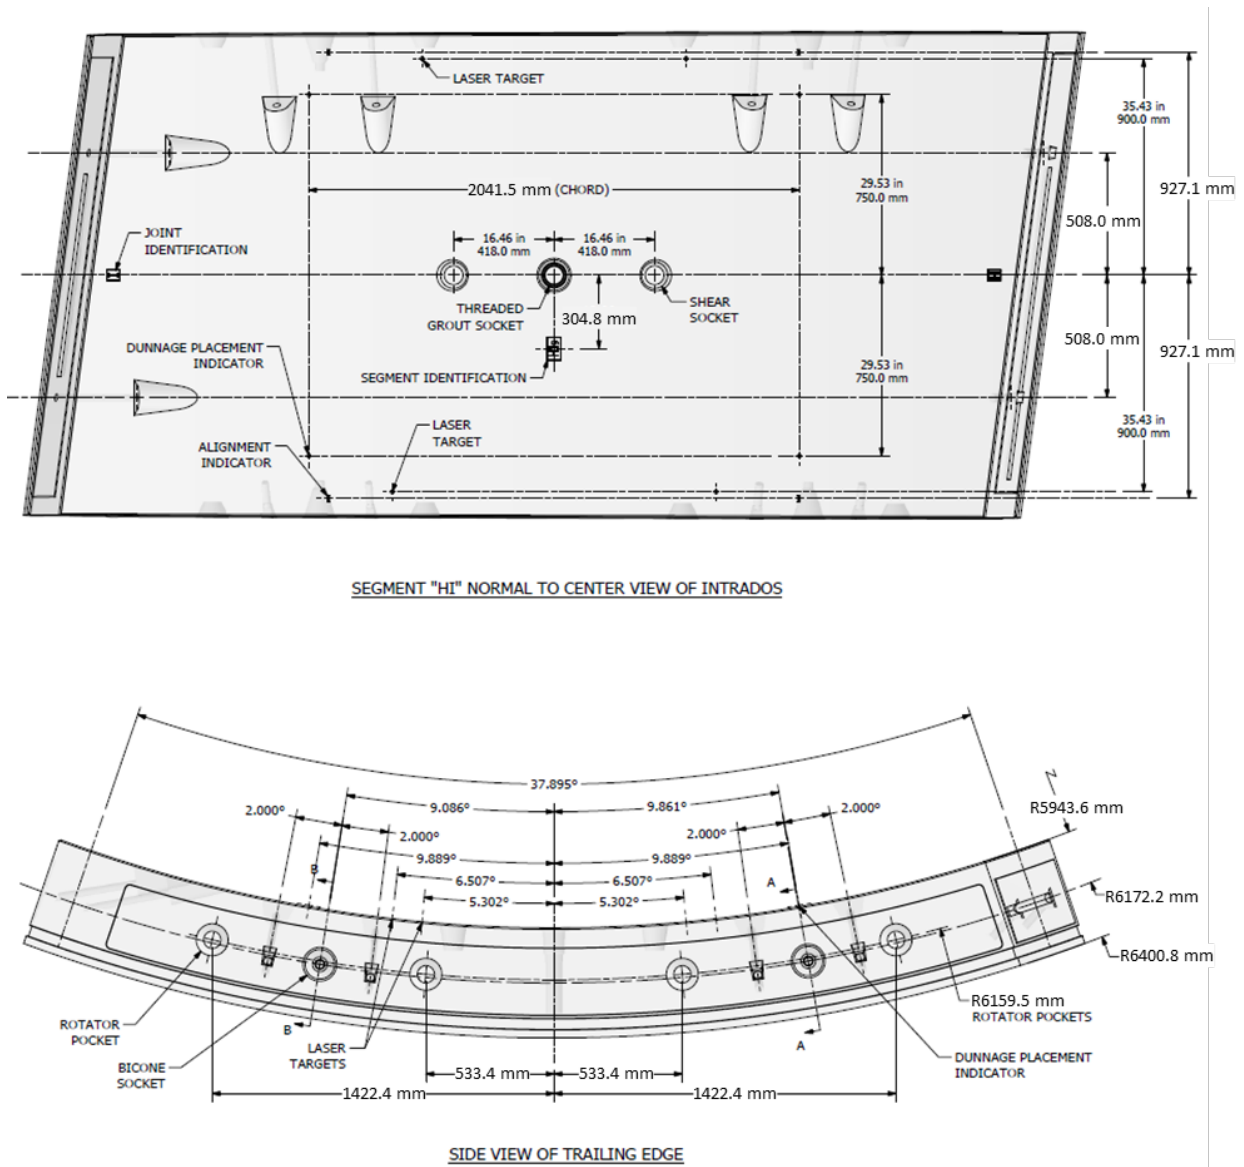 LASER TARGET
35.43 in
900.0 mm
2041.5 mm (CHORD)
29.53 in
750.0 mm
927.1 mm
508.0 mm
JOINT
IDENTIFICATION
16.46 in
418.0 mm
16.46 in
418.0 mm
THREADED
GROUT SOCKET
304.8 mm
SHEAR
SOCKET
508.0 mm
927.1 mm
DUNNAGE PLACEMENT
INDICATOR
SEGMENT IDENTIFICATION
29.53 in
750.0 mm
ALIGNMENT
INDICATOR
LASER
TARGET
35.43 in
900.0 mm
SEGMENT "HI" NORMAL TO CENTER VIEW OF INTRADOS
37.895°
Z
2.000°
9.086°
9.861°
2.000°
R5943.6 mm
2.000°
2.000°
9.889°
9.889°
B
A
6.507°
6.507°
5.302°
5.302°
R6172.2 mm
R6400.8 mm
R6159.5 mm
ROTATOR POCKETS
ROTATOR
POCKET
B
A
LASER
TARGETS
BICONE
SOCKET
DUNNAGE PLACEMENT
INDICATOR
533.4 mm
533.4 mm
1422.4 mm
1422.4 mm
SIDE VIEW OF TRAILING EDGE